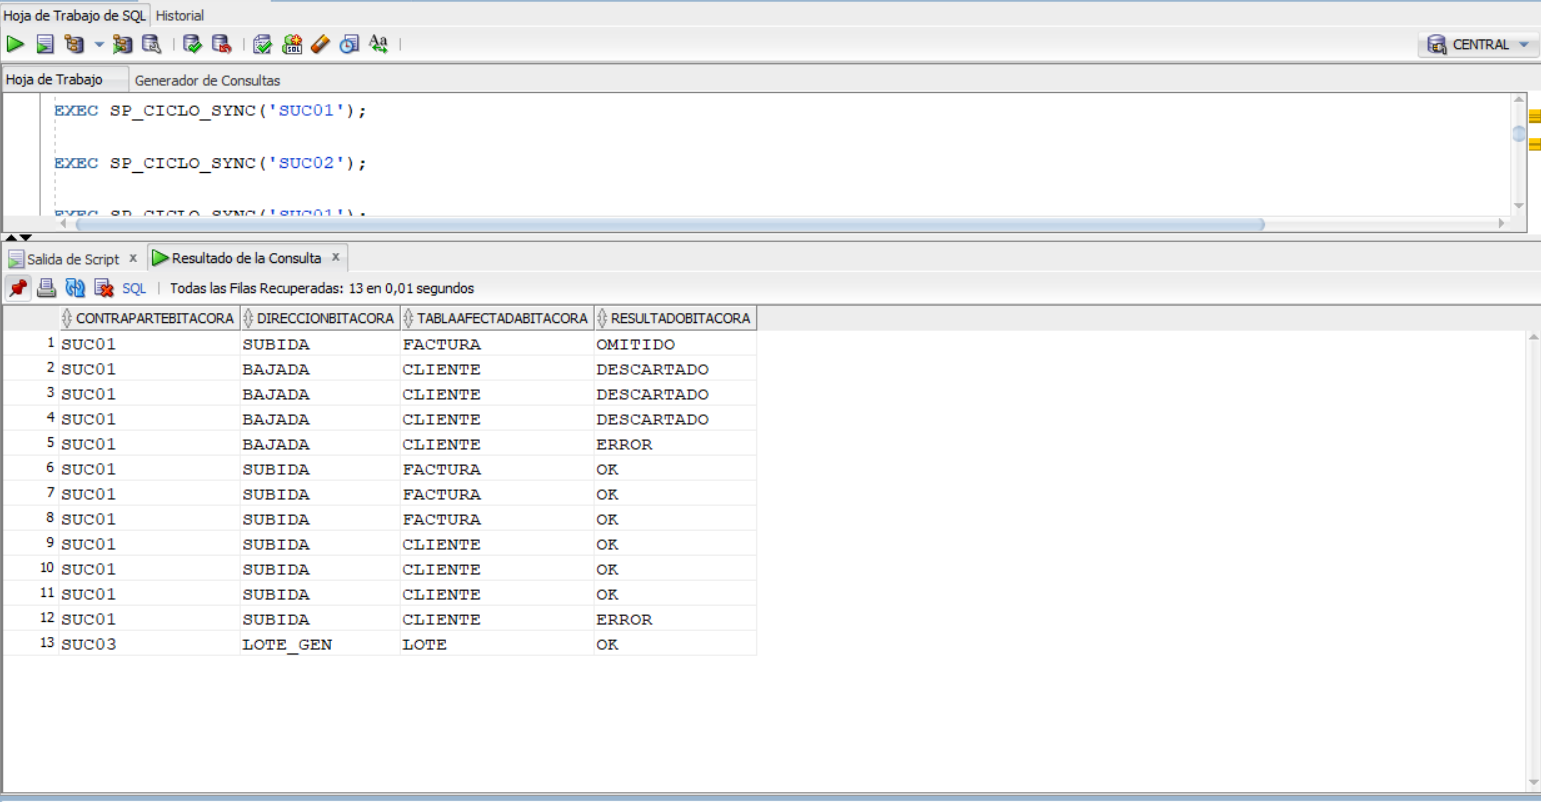 Hoja de Trabajo de SQL Historial
CENTRAL
Hoja de Trabajo Generador de Consultas
EXEC SP_CICLO_SYNC('SUC01');
EXEC SP_CICLO_SYNC('SUC02');
EXEC SP_CICLO_SYNC('SUC01');
Salida de Script x Resultado de la Consulta x
SQL | Todas las Filas Recuperadas: 13 en 0,01 segundos
CONTRAPARTEBITACORA DIRECCIONBITACORA TABLAAFECTADABITACORA RESULTADOBITACORA
1 SUC01 SUBIDA FACTURA OMITIDO
2 SUC01 BAJADA CLIENTE DESCARTADO
3 SUC01 BAJADA CLIENTE DESCARTADO
4 SUC01 BAJADA CLIENTE DESCARTADO
5 SUC01 BAJADA CLIENTE ERROR
6 SUC01 SUBIDA FACTURA OK
7 SUC01 SUBIDA FACTURA OK
8 SUC01 SUBIDA FACTURA OK
9 SUC01 SUBIDA CLIENTE OK
10 SUC01 SUBIDA CLIENTE OK
11 SUC01 SUBIDA CLIENTE OK
12 SUC01 SUBIDA CLIENTE ERROR
13 SUC03 LOTE_GEN LOTE OK